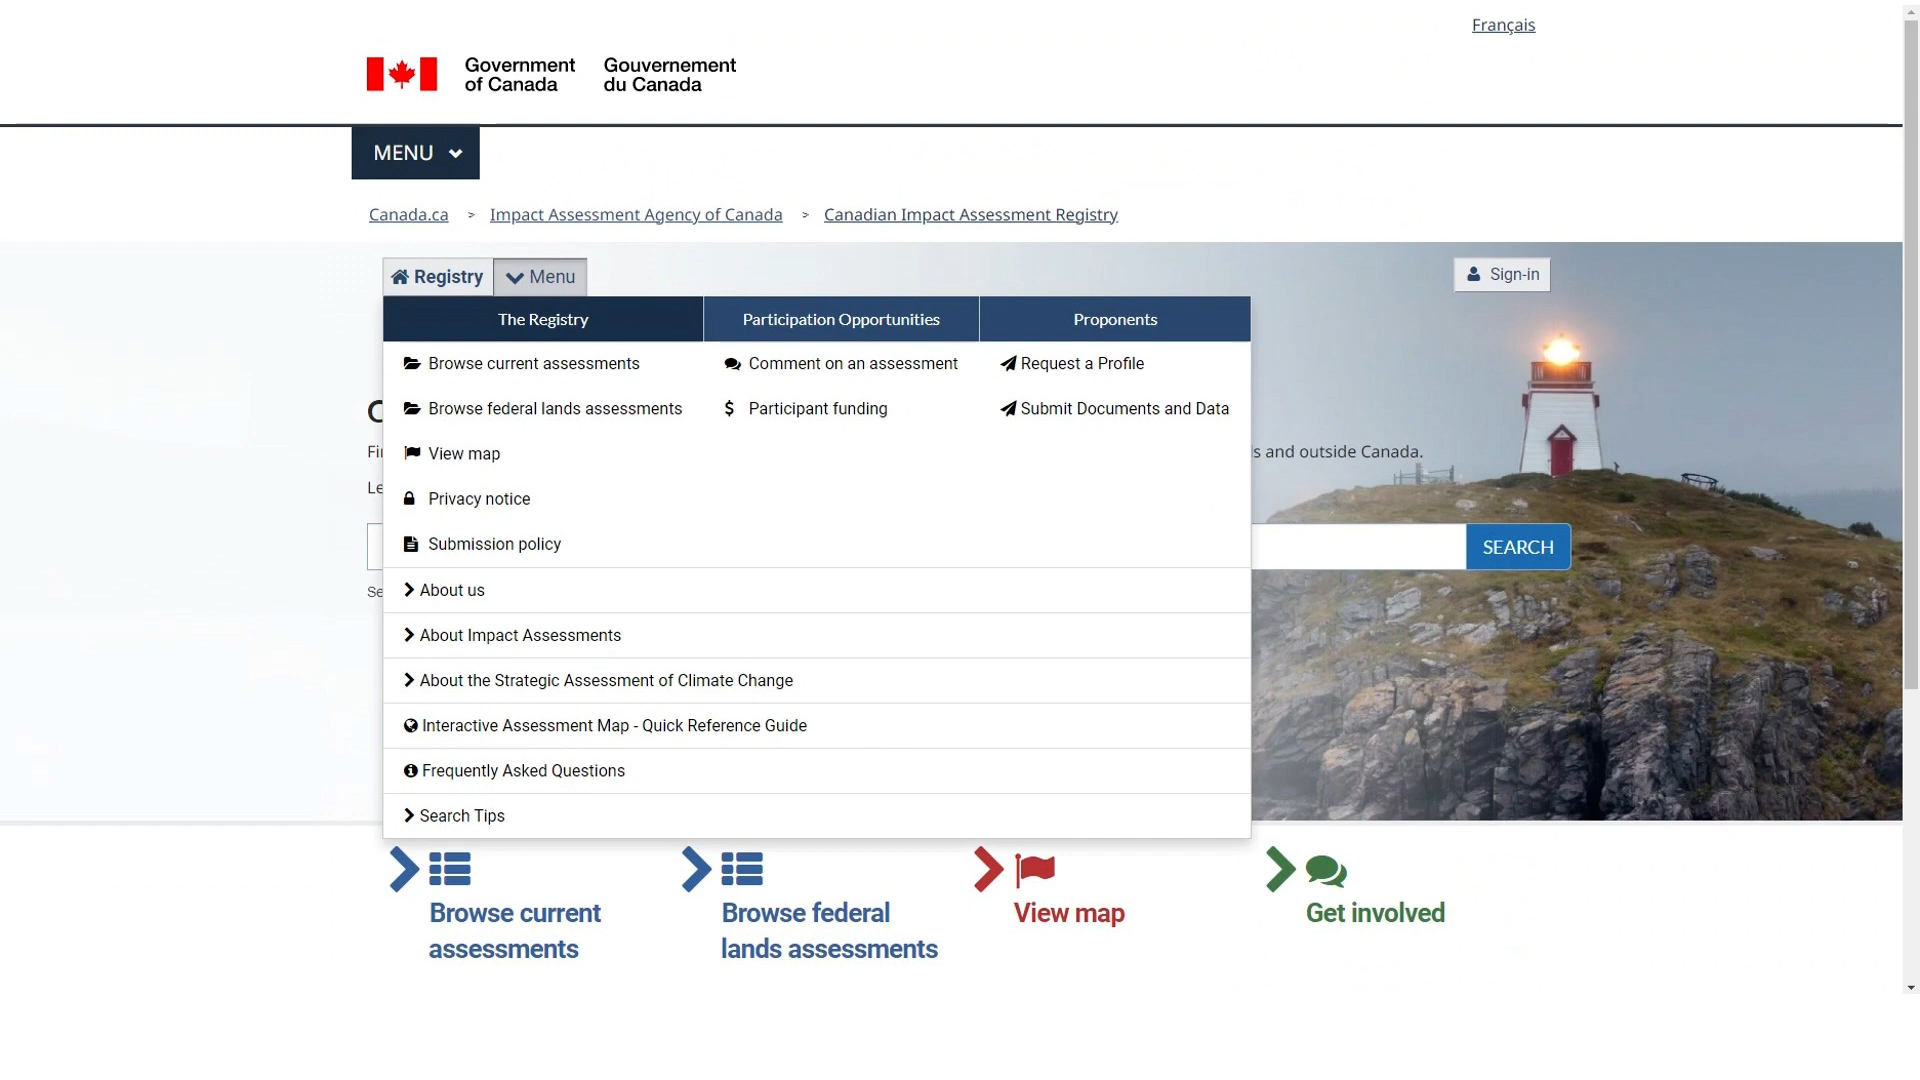 Français
Government Gouvernement
of Canada du Canada
MENU
Canada.ca > Impact Assessment Agency of Canada > Canadian Impact Assessment Registry
Registry Menu Sign-in
The Registry Participation Opportunities Proponents
Browse current assessments Comment on an assessment Request a Profile
Browse federal lands assessments $ Participant funding Submit Documents and Data
View map
s and outside Canada.
Privacy notice
Submission policy
SEARCH
About us
About Impact Assessments
About the Strategic Assessment of Climate Change
Interactive Assessment Map - Quick Reference Guide
Frequently Asked Questions
Search Tips
Browse current Browse federal View map Get involved
assessments lands assessments